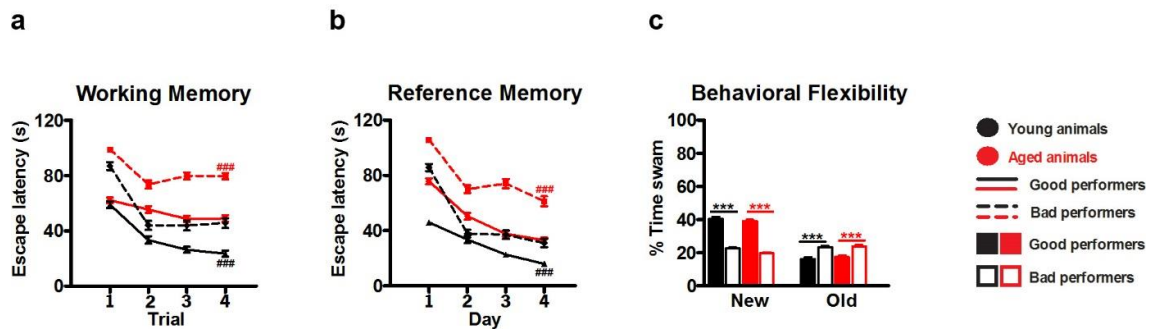 a
b
c
Working Memory
Escape latency (s)
120
80
40
0
###
###
1 2 3 4
Trial
Reference Memory
Escape latency (s)
120
80
40
0
###
###
1 2 3 4
Day
Behavioral Flexibility
% Time swam
100
80
60
40
20
0
*** ***
*** ***
New Old
Young animals
Aged animals
Good performers
Bad performers
Good performers
Bad performers